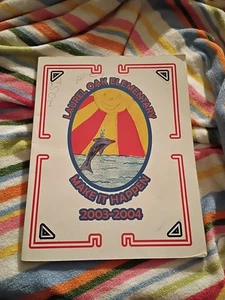 LAUREL OAK ELEMENTARY
MAKE IT HAPPEN
2003-2004